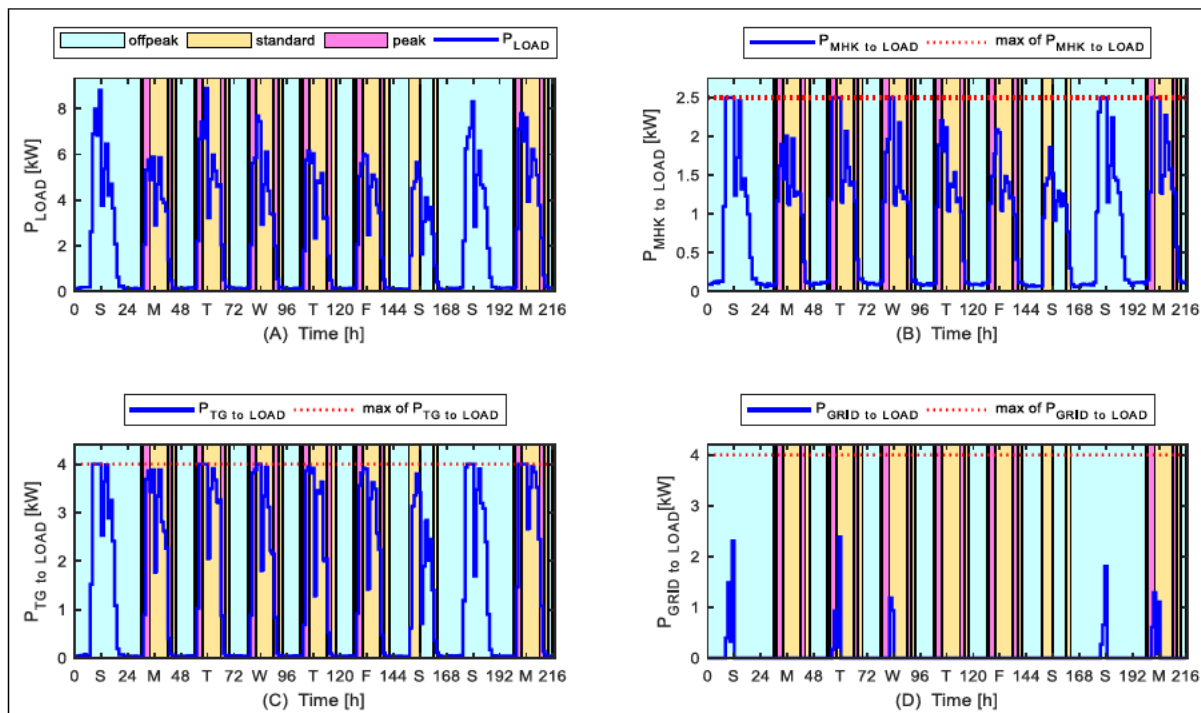 offpeak standard peak P_LOAD
P_LOAD [kW]
8
6
4
2
0
0 S 24 M 48 T 72 W 96 T 120 F 144 S 168 S 192 M 216
(A) Time [h]
P_MHK to LOAD max of P_MHK to LOAD
P_MHK to LOAD [kW]
2.5
2
1.5
1
0.5
0
0 S 24 M 48 T 72 W 96 T 120 F 144 S 168 S 192 M 216
(B) Time [h]
P_TG to LOAD max of P_TG to LOAD
P_TG to LOAD [kW]
4
3
2
1
0
0 S 24 M 48 T 72 W 96 T 120 F 144 S 168 S 192 M 216
(C) Time [h]
P_GRID to LOAD max of P_GRID to LOAD
P_GRID to LOAD[kW]
4
3
2
1
0
0 S 24 M 48 T 72 W 96 T 120 F 144 S 168 S 192 M 216
(D) Time [h]